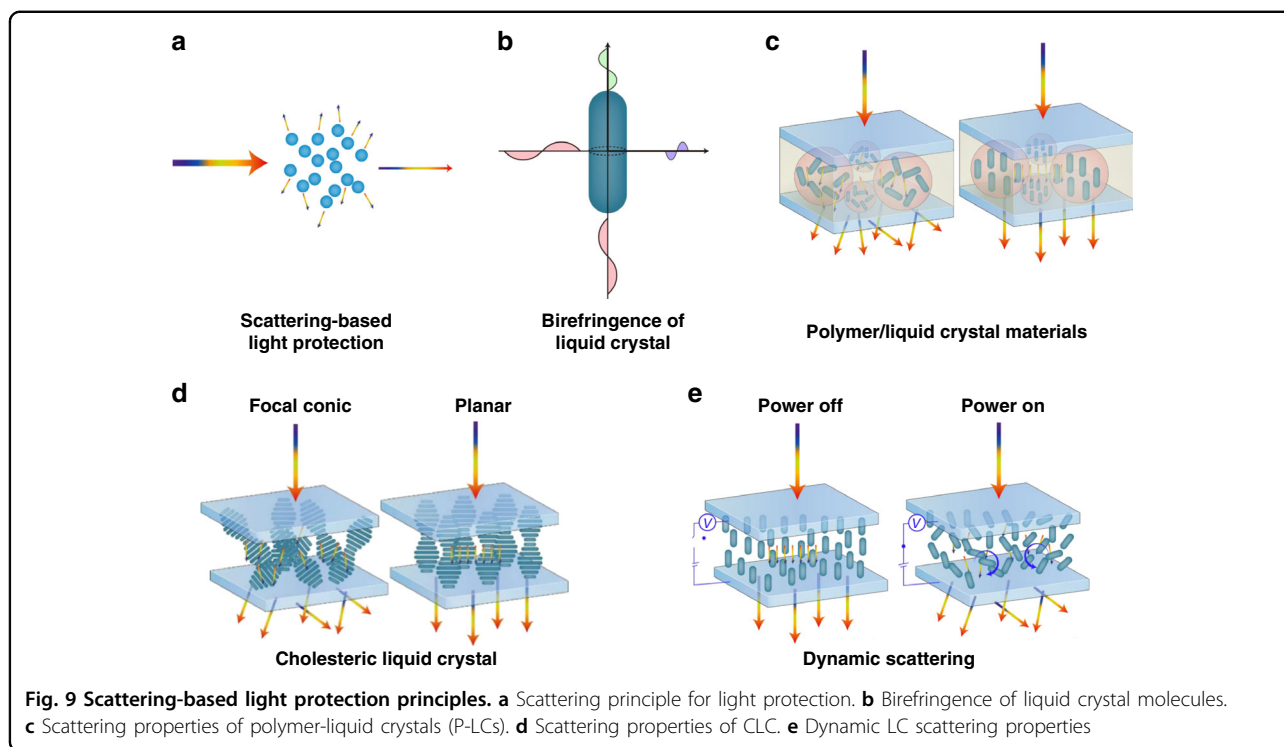 a
b
c
Scattering-based
light protection
Birefringence of
liquid crystal
Polymer/liquid crystal materials
d
Focal conic
Planar
e
Power off
Power on
V
V
Cholesteric liquid crystal
Dynamic scattering
Fig. 9 Scattering-based light protection principles. a Scattering principle for light protection. b Birefringence of liquid crystal molecules.
c Scattering properties of polymer-liquid crystals (P-LCs). d Scattering properties of CLC. e Dynamic LC scattering properties